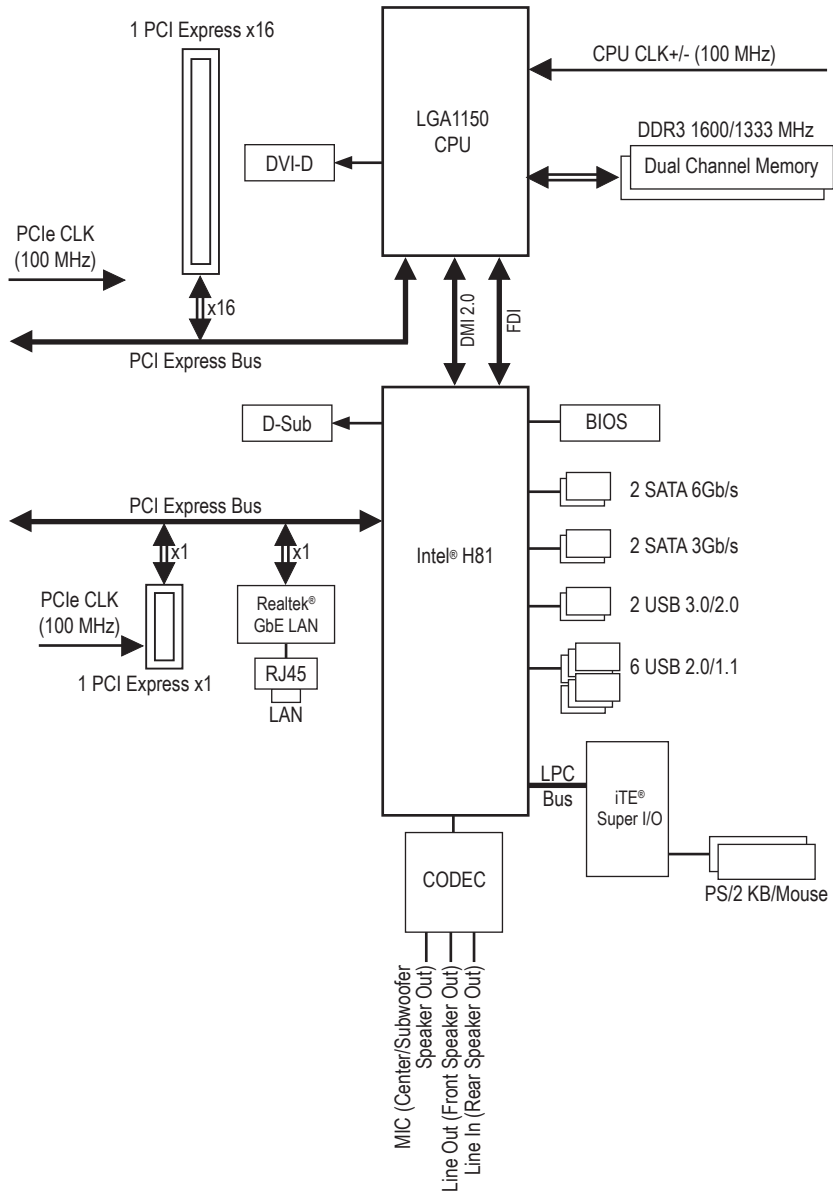 1 PCI Express x16
CPU CLK+/- (100 MHz)
LGA1150
CPU
DDR3 1600/1333 MHz
Dual Channel Memory
DVI-D
PCIe CLK
(100 MHz)
x16
PCI Express Bus
DMI 2.0
FDI
D-Sub
BIOS
2 SATA 6Gb/s
PCI Express Bus
Intel® H81
2 SATA 3Gb/s
x1
x1
2 USB 3.0/2.0
PCIe CLK
(100 MHz)
Realtek®
GbE LAN
6 USB 2.0/1.1
RJ45
1 PCI Express x1
LAN
LPC
Bus
iTE®
Super I/O
CODEC
PS/2 KB/Mouse
MIC (Center/Subwoofer
Speaker Out)
Line Out (Front Speaker Out)
Line In (Rear Speaker Out)